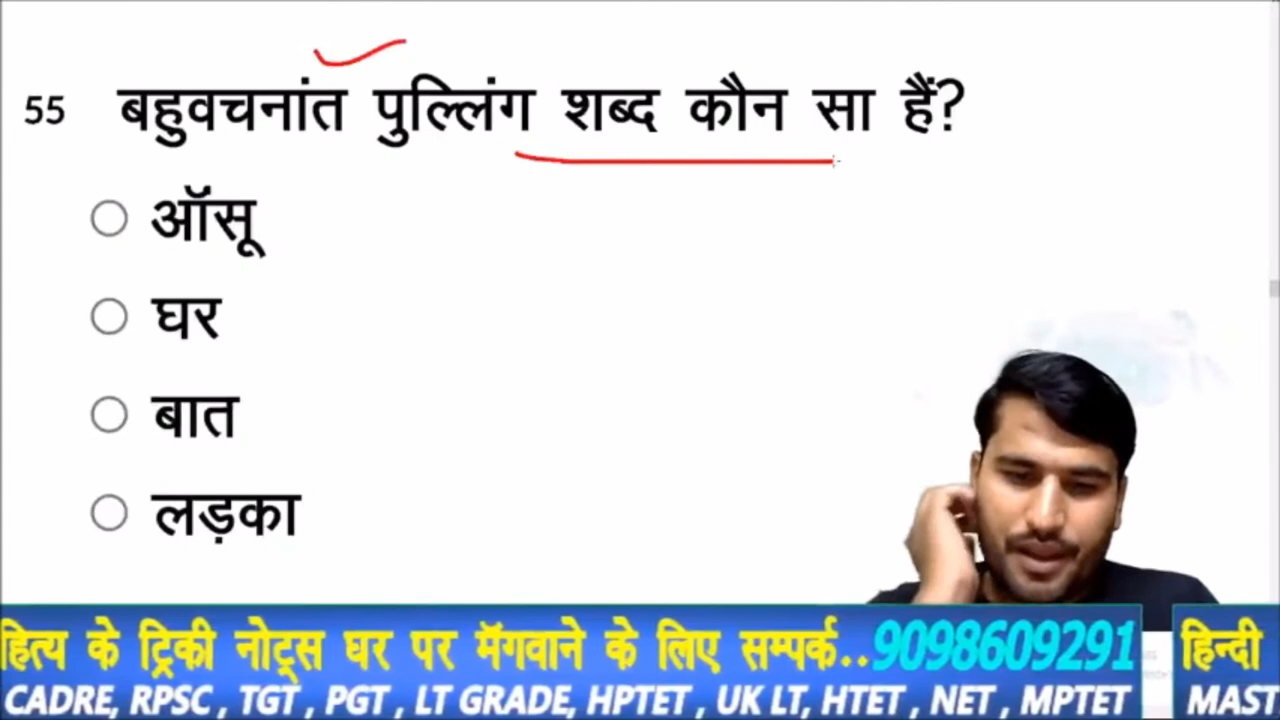 55 बहुवचनांत पुल्लिंग शब्द कौन सा हैं?
ऑसू
घर
बात
लड़का
हित्य के ट्रिकी नोट्स घर पर मॅगवाने के लिए सम्पर्क..9098609291
हिन्दी
CADRE, RPSC , TGT , PGT , LT GRADE, HPTET , UK LT, HTET , NET , MPTET
MAST